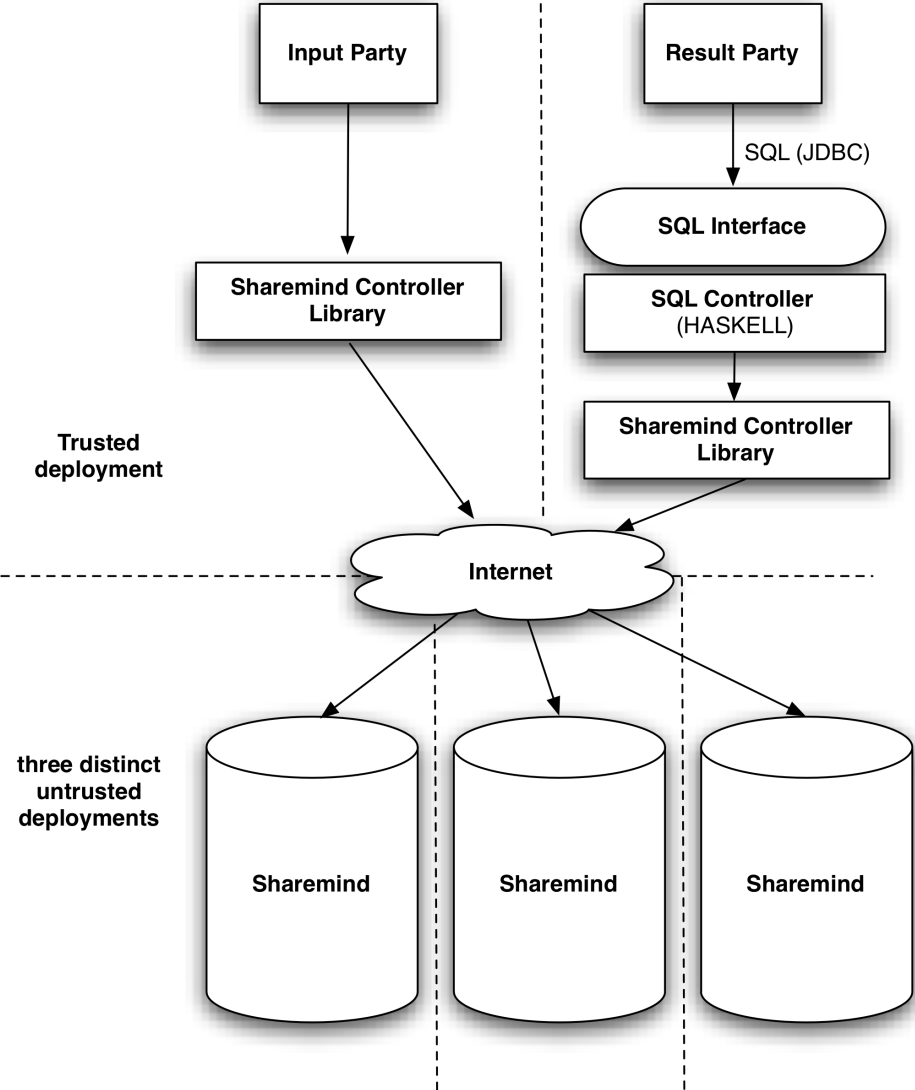 Input Party
Result Party
SQL (JDBC)
SQL Interface
Sharemind Controller
Library
SQL Controller
(HASKELL)
Sharemind Controller
Library
Trusted
deployment
Internet
three distinct
untrusted
deployments
Sharemind
Sharemind
Sharemind